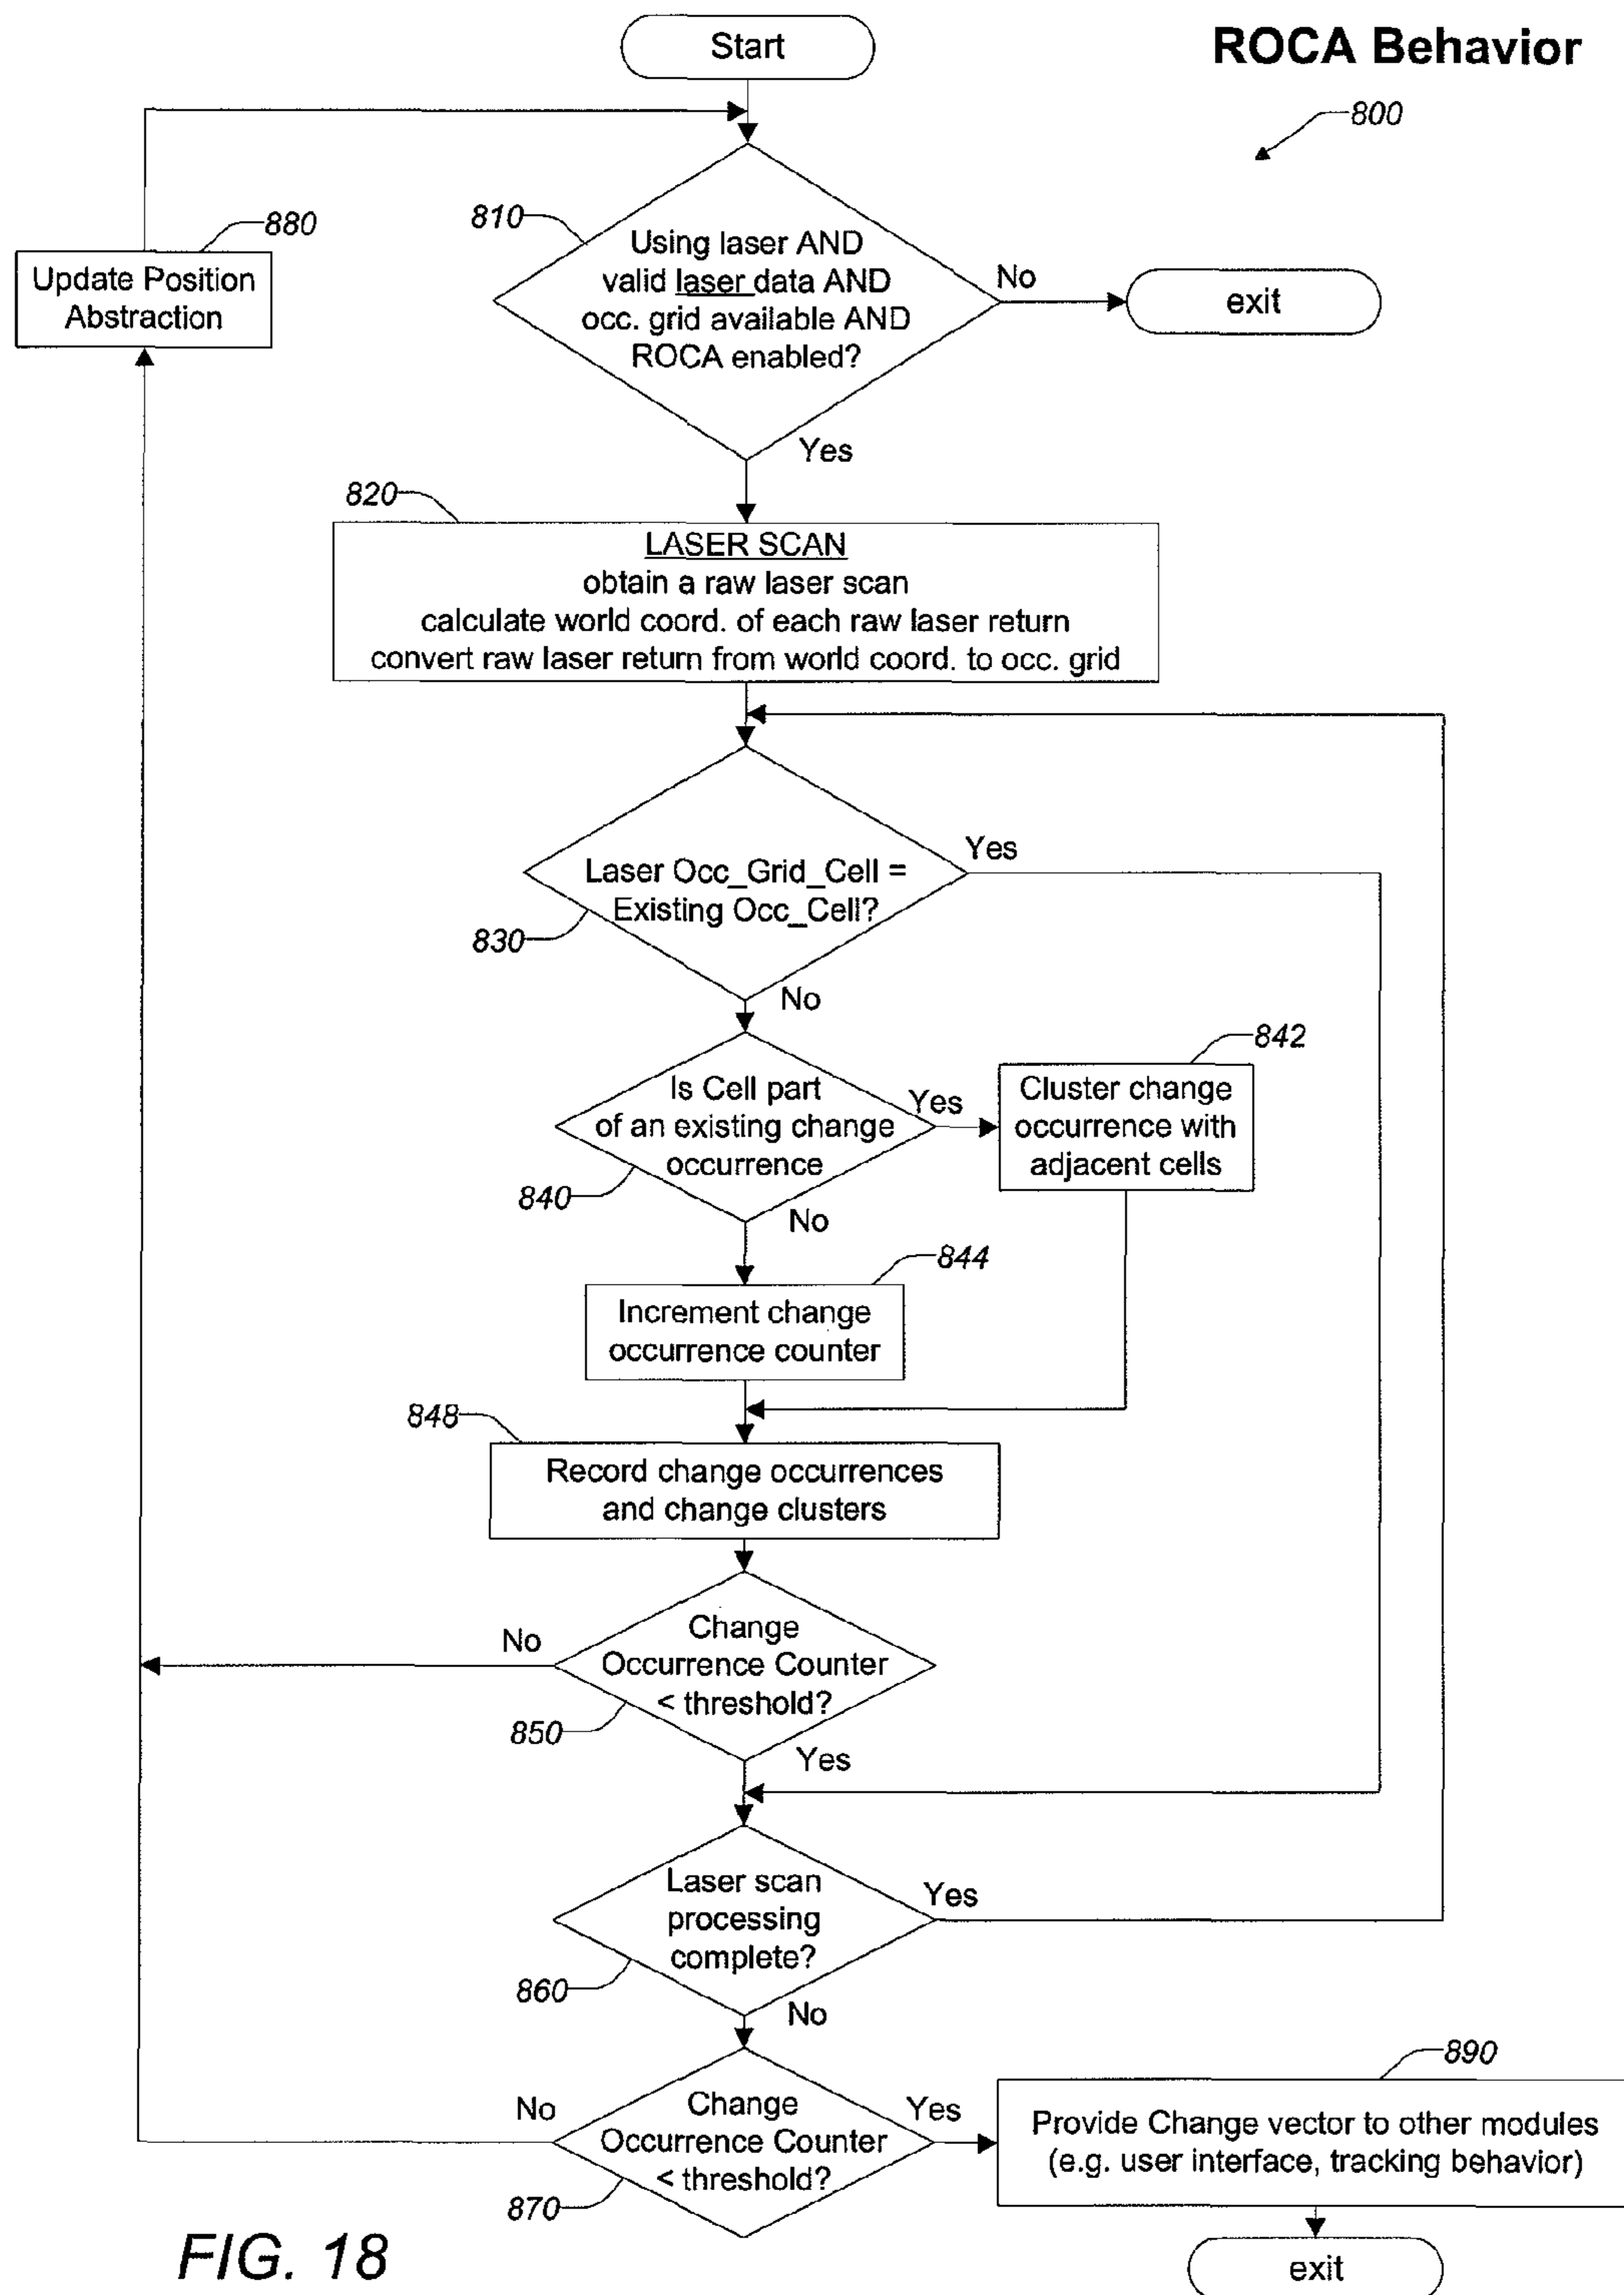 Start
ROCA Behavior
800
880
Update Position
Abstraction
810
Using laser AND
valid laser data AND
occ. grid available AND
ROCA enabled?
No
exit
Yes
820
LASER SCAN
obtain a raw laser scan
calculate world coord. of each raw laser return
convert raw laser return from world coord. to occ. grid
Laser Occ_Grid_Cell =
Existing Occ_Cell?
Yes
830
No
Is Cell part
of an existing change
occurrence
840
Yes
842
Cluster change
occurrence with
adjacent cells
No
844
Increment change
occurrence counter
848
Record change occurrences
and change clusters
Change
Occurrence Counter
< threshold?
No
850
Yes
Laser scan
processing
complete?
Yes
860
No
Change
Occurrence Counter
< threshold?
No
Yes
870
890
Provide Change vector to other modules
(e.g. user interface, tracking behavior)
exit
FIG. 18